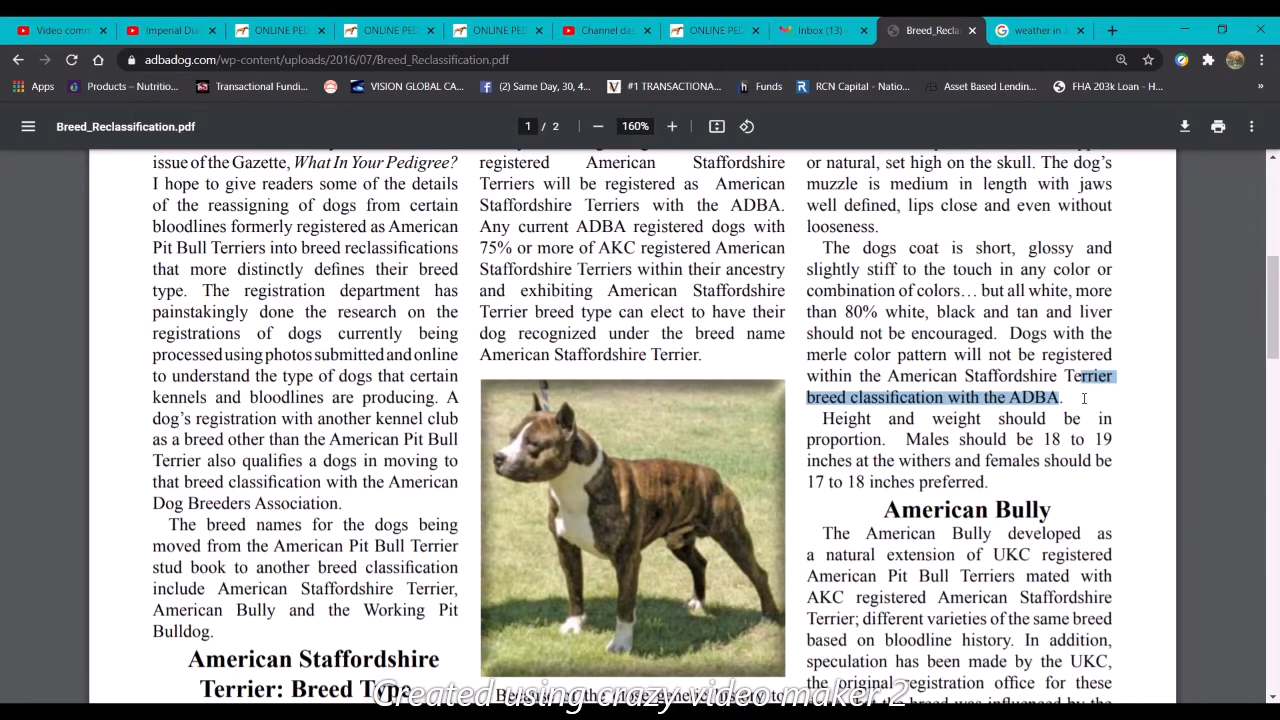 Video comm
Imperial Dia
ONLINE PED
ONLINE PED
ONLINE PED
Channel das
ONLINE PED
Inbox (13)
Breed_Recla
weather in
adbadog.com/wp-content/uploads/2016/07/Breed_Reclassification.pdf
Apps
Products – Nutritio...
Transactional Fundi...
VISION GLOBAL CA...
(2) Same Day, 30, 4...
#1 TRANSACTIONA...
Funds
RCN Capital - Natio...
Asset Based Lendin...
FHA 203k Loan - H...
»
Breed_Reclassification.pdf
1 / 2
160%
issue of the Gazette, What In Your Pedigree?
I hope to give readers some of the details
of the reassigning of dogs from certain
bloodlines formerly registered as American
Pit Bull Terriers into breed reclassifications
that more distinctly defines their breed
type. The registration department has
painstakingly done the research on the
registrations of dogs currently being
processed using photos submitted and online
to understand the type of dogs that certain
kennels and bloodlines are producing. A
dog's registration with another kennel club
as a breed other than the American Pit Bull
Terrier also qualifies a dogs in moving to
that breed classification with the American
Dog Breeders Association.
The breed names for the dogs being
moved from the American Pit Bull Terrier
stud book to another breed classification
include American Staffordshire Terrier,
American Bully and the Working Pit
Bulldog.
American Staffordshire
Terrier: Breed Type
registered American Staffordshire
Terriers will be registered as American
Staffordshire Terriers with the ADBA.
Any current ADBA registered dogs with
75% or more of AKC registered American
Staffordshire Terriers within their ancestry
and exhibiting American Staffordshire
Terrier breed type can elect to have their
dog recognized under the breed name
American Staffordshire Terrier.
or natural, set high on the skull. The dog's
muzzle is medium in length with jaws
well defined, lips close and even without
looseness.
The dogs coat is short, glossy and
slightly stiff to the touch in any color or
combination of colors… but all white, more
than 80% white, black and tan and liver
should not be encouraged. Dogs with the
merle color pattern will not be registered
within the American Staffordshire Terrier
breed classification with the ADBA.
Height and weight should be in
proportion. Males should be 18 to 19
inches at the withers and females should be
17 to 18 inches preferred.
American Bully
The American Bully developed as
a natural extension of UKC registered
American Pit Bull Terriers mated with
AKC registered American Staffordshire
Terrier; different varieties of the same breed
based on bloodline history. In addition,
speculation has been made by the UKC,
the original registration office for these
Created using crazy video maker 2